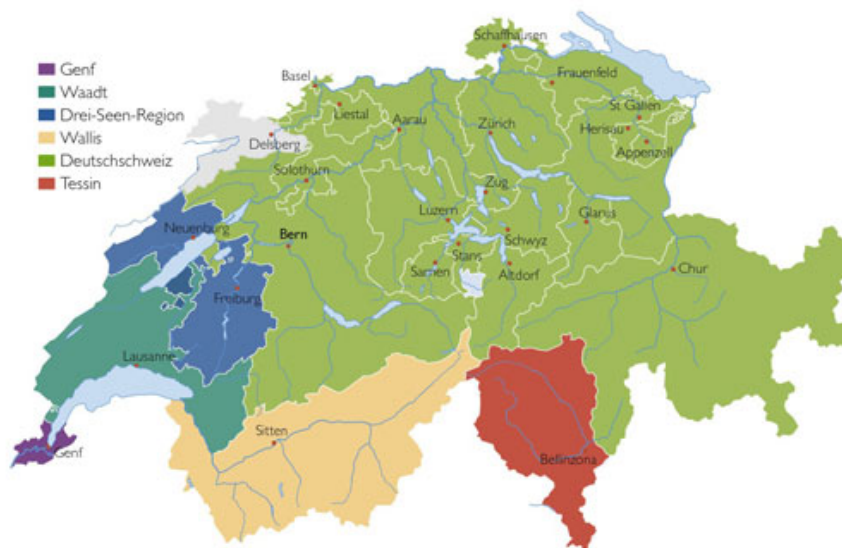 Genf
Waadt
Drei-Seen-Region
Wallis
Deutschschweiz
Tessin
Schaffhausen
Basel
Frauenfeld
Liestal
St Gallen
Aarau
Zürich
Herisau
Delsberg
Appenzell
Solothurn
Zug
Luzern
Glarus
Neuenburg
Bern
Schwyz
Stans
Sarnen
Altdorf
Chur
Freiburg
Lausanne
Sitten
Genf
Bellinzona